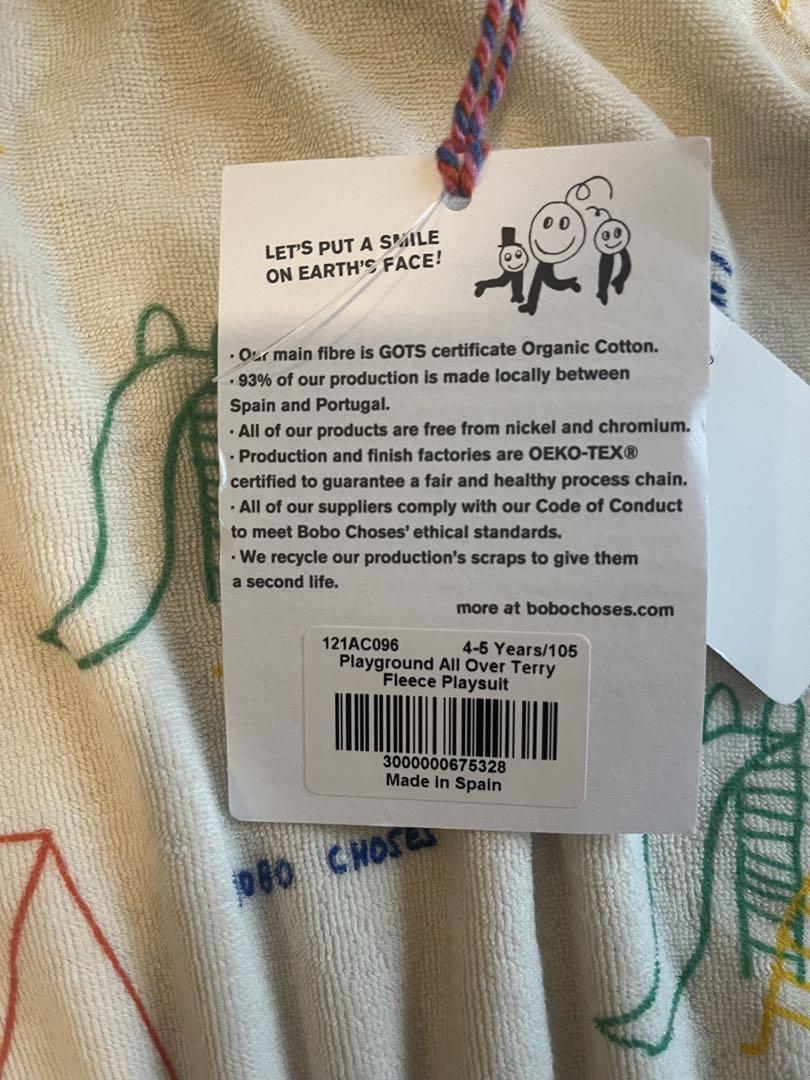 LET'S PUT A SMILE
ON EARTH'S FACE!
· Our main fibre is GOTS certificate Organic Cotton.
· 93% of our production is made locally between
Spain and Portugal.
· All of our products are free from nickel and chromium.
· Production and finish factories are OEKO-TEX®
certified to guarantee a fair and healthy process chain.
· All of our suppliers comply with our Code of Conduct
to meet Bobo Choses' ethical standards.
· We recycle our production's scraps to give them
a second life.
more at bobochoses.com
121AC096 4-5 Years/105
Playground All Over Terry
Fleece Playsuit
3000000675328
Made in Spain
BOBO CHOSES